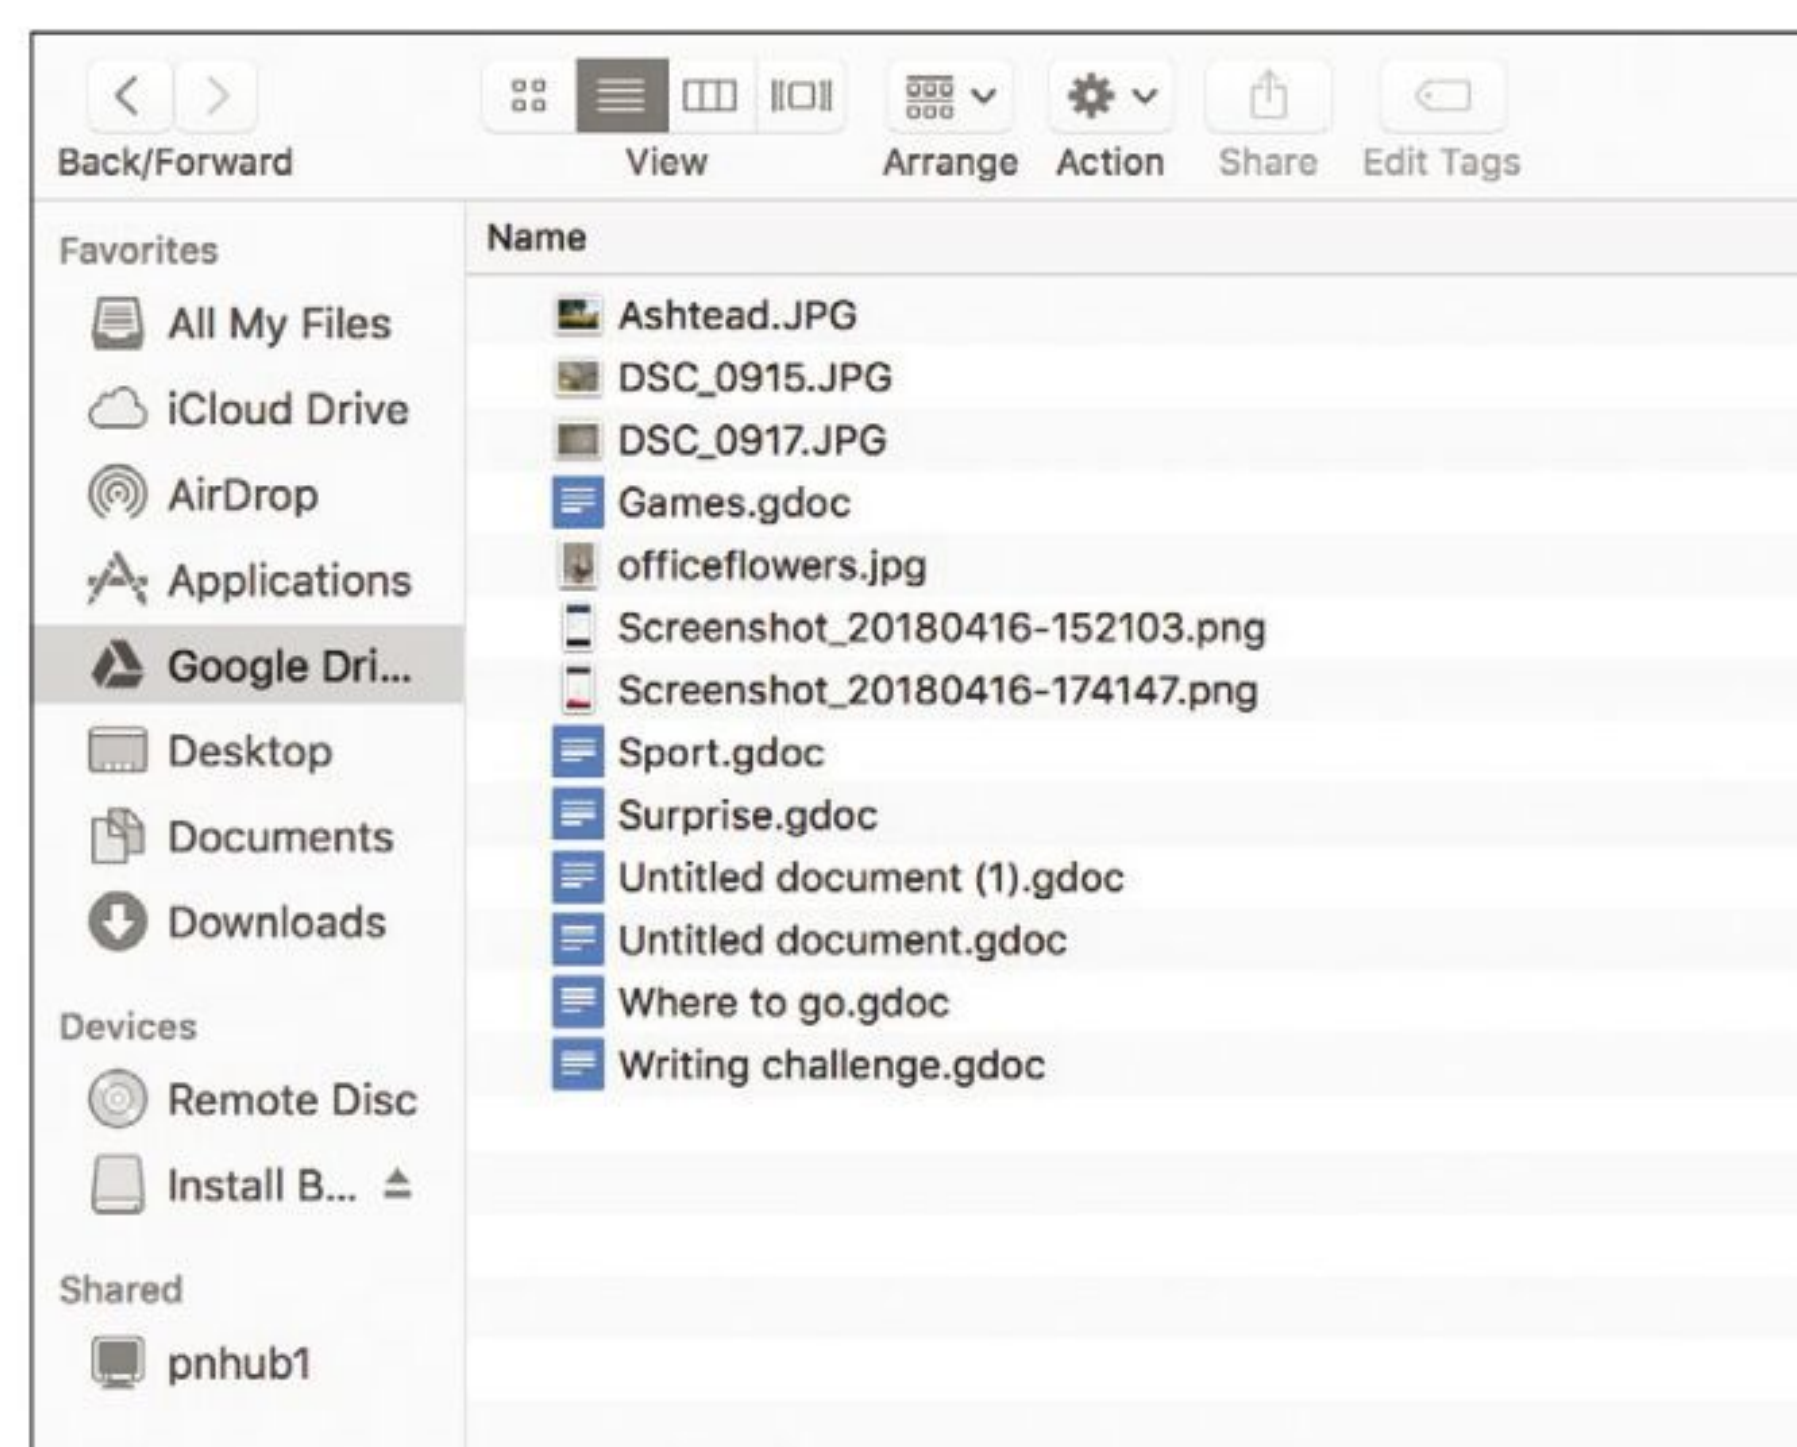 Back/Forward View Arrange Action Share Edit Tags
Favorites
All My Files
iCloud Drive
AirDrop
Applications
Google Dri...
Desktop
Documents
Downloads
Devices
Remote Disc
Install B...
Shared
pnhub1
Name
Ashtead.JPG
DSC_0915.JPG
DSC_0917.JPG
Games.gdoc
officeflowers.jpg
Screenshot_20180416-152103.png
Screenshot_20180416-174147.png
Sport.gdoc
Surprise.gdoc
Untitled document (1).gdoc
Untitled document.gdoc
Where to go.gdoc
Writing challenge.gdoc